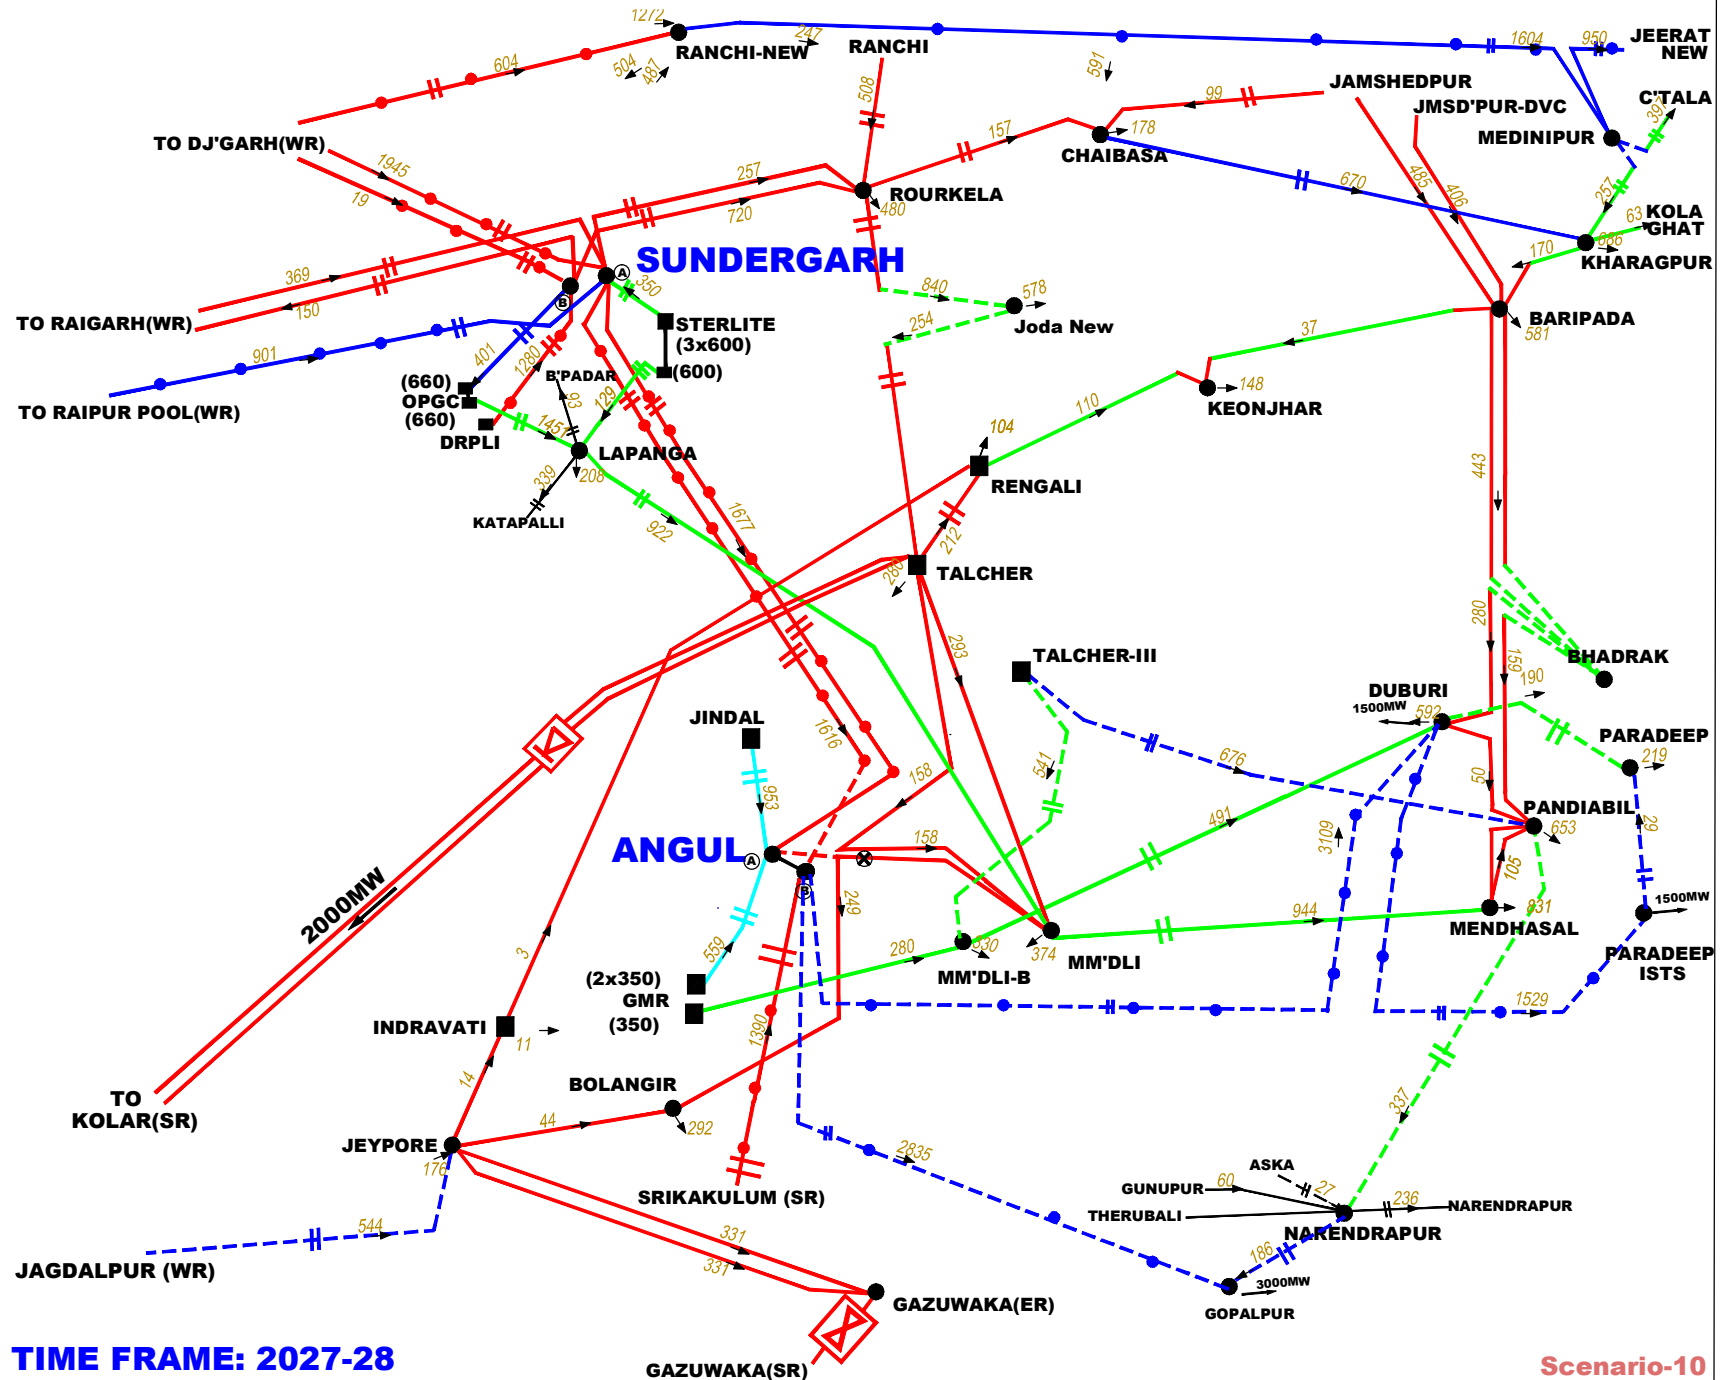 1272
RANCHI-NEW
247
RANCHI
1604
950
JEERAT
NEW
604
504
487
591
508
JAMSHEDPUR
JMSD'PUR-DVC
C'TALA
397
99
TO DJ'GARH(WR)
178
157
CHAIBASA
MEDINIPUR
1945
19
257
720
ROURKELA
480
670
485
406
257
63
KOLA
GHAT
686
KHARAGPUR
170
SUNDERGARH
A
B
369
150
350
840
578
Joda New
254
TO RAIGARH(WR)
STERLITE
(3x600)
(600)
BARIPADA
581
901
401
1280
37
TO RAIPUR POOL(WR)
(660)
OPGC
(660)
DRPLI
B'PADAR
93
129
148
KEONJHAR
110
1451
LAPANGA
208
339
KATAPALLI
104
RENGALI
443
922
1677
212
280
TALCHER
293
280
159
TALCHER-III
BHADRAK
190
DUBURI
1500MW
592
JINDAL
1616
541
676
PARADEEP
219
953
158
50
PANDIABIL
653
29
ANGUL
A
B
158
491
3109
105
2000MW
249
944
831
MENDHASAL
1500MW
PARADEEP
ISTS
559
280
630
374
MM'DLI
MM'DLI-B
(2x350)
GMR
(350)
3
1390
1529
INDRAVATI
11
14
BOLANGIR
292
44
TO
KOLAR(SR)
JEYPORE
176
337
2835
SRIKAKULUM (SR)
ASKA
GUNUPUR
60
27
236
NARENDRAPUR
THERUBALI
NARENDRAPUR
544
JAGDALPUR (WR)
331
331
186
3000MW
GOPALPUR
GAZUWAKA(ER)
TIME FRAME: 2027-28
GAZUWAKA(SR)
Scenario-10